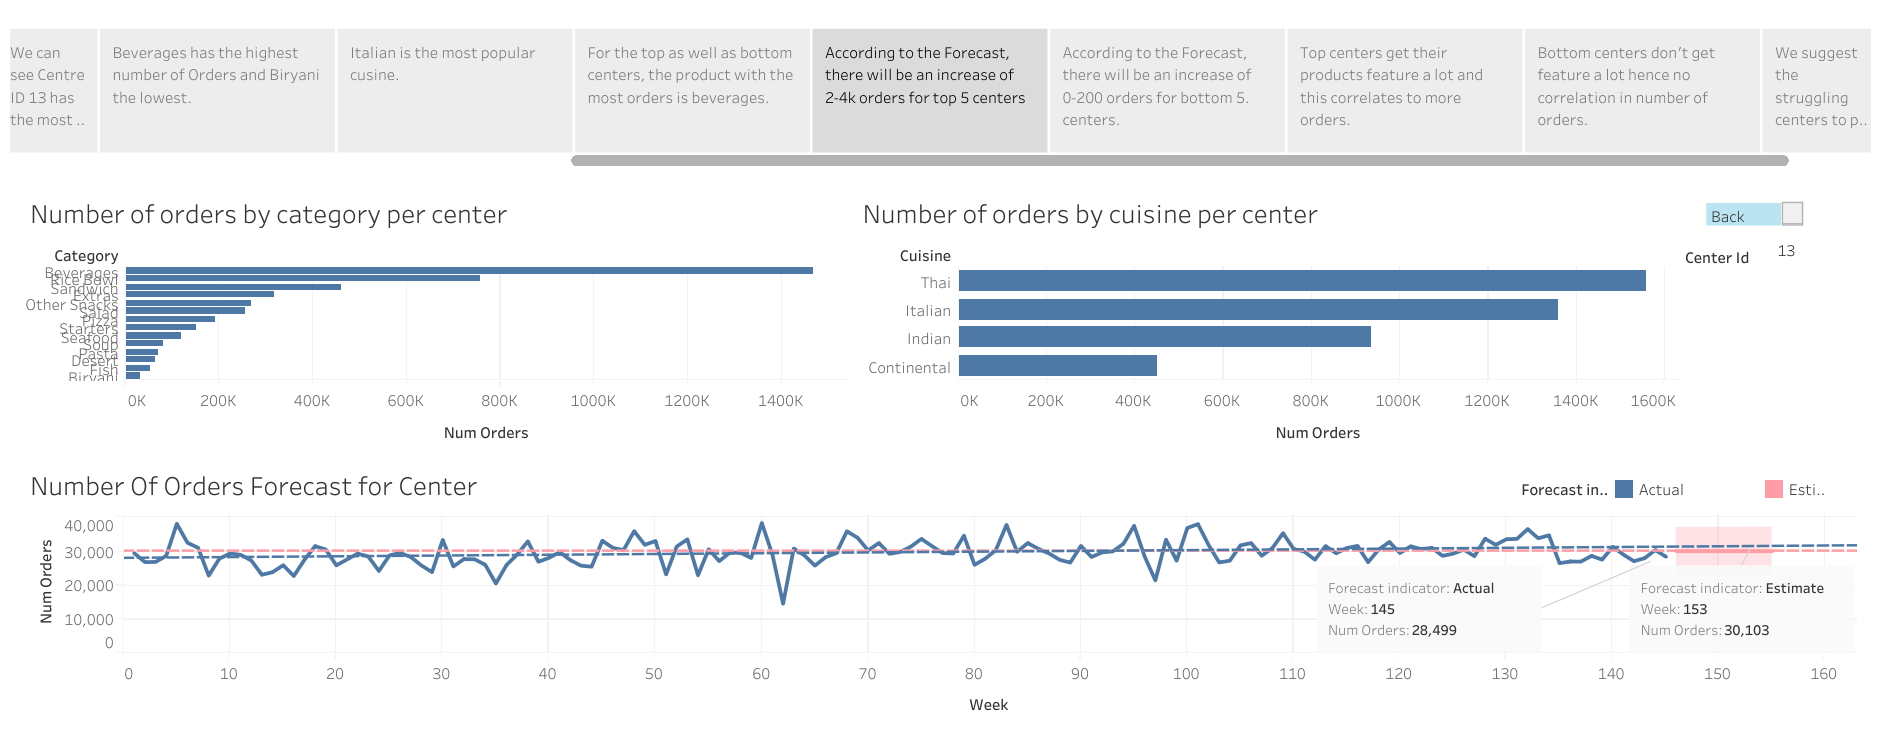 We can
see Centre
ID 13 has
the most ..
Beverages has the highest
number of Orders and Biryani
the lowest.
Italian is the most popular
cusine.
For the top as well as bottom
centers, the product with the
most orders is beverages.
According to the Forecast,
there will be an increase of
2-4k orders for top 5 centers
According to the Forecast,
there will be an increase of
0-200 orders for bottom 5.
centers.
Top centers get their
products feature a lot and
this correlates to more
orders.
Bottom centers don't get
feature a lot hence no
correlation in number of
orders.
We suggest
the
struggling
centers to p..
Number of orders by category per center
Category
Beverages
Rice Bowl
Sandwich
Extras
Other Snacks
Salad
Pizza
Starters
Seafood
Soup
Pasta
Desert
Fish
Biryani
0K 200K 400K 600K 800K 1000K 1200K 1400K
Num Orders
Number of orders by cuisine per center
Cuisine
Thai
Italian
Indian
Continental
0K 200K 400K 600K 800K 1000K 1200K 1400K 1600K
Num Orders
Back
Center Id 13
Number Of Orders Forecast for Center
Forecast in.. Actual Esti..
Num Orders
40,000
30,000
20,000
10,000
0
Forecast indicator: Actual
Week: 145
Num Orders: 28,499
Forecast indicator: Estimate
Week: 153
Num Orders: 30,103
0 10 20 30 40 50 60 70 80 90 100 110 120 130 140 150 160
Week